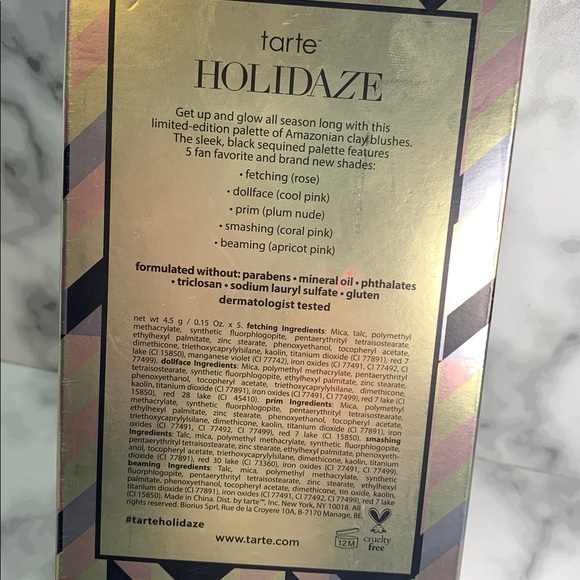 tarte™
HOLIDAZE
Get up and glow all season long with this
limited-edition palette of Amazonian clay blushes.
The sleek, black sequined palette features
5 fan favorite and brand new shades:
• fetching (rose)
• dollface (cool pink)
• prim (plum nude)
• smashing (coral pink)
• beaming (apricot pink)
formulated without: parabens • mineral oil • phthalates
• triclosan • sodium lauryl sulfate • gluten
dermatologist tested
net wt 4.5 g / 0.15 Oz. x 5. fetching Ingredients: Mica, talc, polymethyl
methacrylate, synthetic fluorphlogopite, pentaerythrityl tetraisostearate,
ethylhexyl palmitate, zinc stearate, phenoxyethanol, tocopheryl acetate,
dimethicone, triethoxycaprylylsilane, kaolin, titanium dioxide (CI 77891), red 7
lake (CI 15850), manganese violet (CI 77742), iron oxides (CI 77491, CI 77492, CI
77499). dollface Ingredients: Mica, polymethyl methacrylate, pentaerythrityl
tetraisostearate, synthetic fluorphlogopite, ethylhexyl palmitate, zinc stearate,
phenoxyethanol, tocopheryl acetate, triethoxycaprylylsilane, dimethicone,
kaolin, titanium dioxide (CI 77891), iron oxides (CI 77491, CI 77499), red 7 lake (CI
15850), red 28 lake (CI 45410). prim Ingredients: Mica, polymethyl
methacrylate, synthetic fluorphlogopite, pentaerythrityl tetraisostearate,
ethylhexyl palmitate, zinc stearate, phenoxyethanol, tocopheryl acetate,
triethoxycaprylylsilane, dimethicone, kaolin, titanium dioxide (CI 77891), iron
oxides (CI 77491, CI 77492, CI 77499), red 7 lake (CI 15850). smashing
Ingredients: Talc, mica, polymethyl methacrylate, synthetic fluorphlogopite,
pentaerythrityl tetraisostearate, zinc stearate, ethylhexyl palmitate, phenoxyeth-
anol, tocopheryl acetate, triethoxycaprylylsilane, dimethicone, kaolin, titanium
dioxide (CI 77891), red 30 lake (CI 73360), iron oxides (CI 77491, CI 77499).
beaming Ingredients: Talc, mica, polymethyl methacrylate, synthetic
fluorphlogopite, pentaerythrityl tetraisostearate, zinc stearate, ethylhexyl
palmitate, phenoxyethanol, tocopheryl acetate, dimethicone, tin oxide, kaolin,
titanium dioxide (CI 77891), iron oxides (CI 77491, CI 77492, CI 77499), red 7 lake
(CI 15850). Made in China. Dist. by tarte™, Inc. New York, NY 10018. All
rights reserved. Biorius Sprl, Rue de la Croyere 10A, B-7170 Manage, BE.
#tarteholidaze
www.tarte.com
12M
cruelty
free